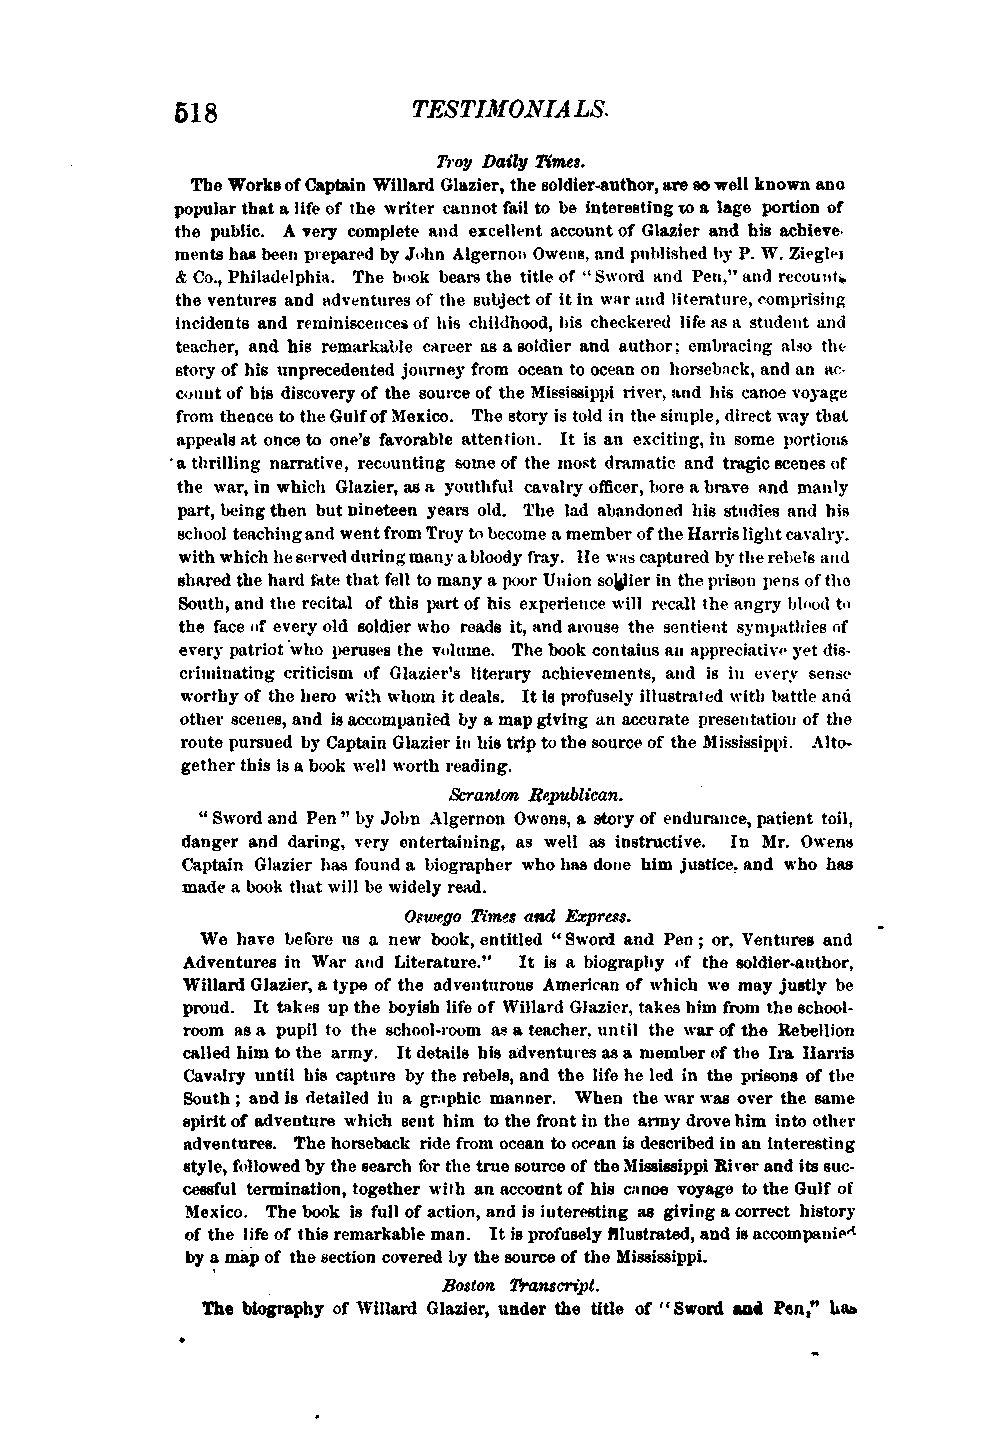 518 TESTIMONIALS.
Troy Daily Times.
The Works of Captain Willard Glazier, the soldier-author, are so well known and
popular that a life of the writer cannot fail to be interesting to a lage portion of
the public. A very complete and excellent account of Glazier and his achieve-
ments has been prepared by John Algernon Owens, and published by P. W. Ziegler
& Co., Philadelphia. The book bears the title of "Sword and Pen," and recounts
the ventures and adventures of the subject of it in war and literature, comprising
incidents and reminiscences of his childhood, his checkered life as a student and
teacher, and his remarkable career as a soldier and author; embracing also the
story of his unprecedented journey from ocean to ocean on horseback, and an ac-
count of his discovery of the source of the Mississippi river, and his canoe voyage
from thence to the Gulf of Mexico. The story is told in the simple, direct way that
appeals at once to one's favorable attention. It is an exciting, in some portions
a thrilling narrative, recounting some of the most dramatic and tragic scenes of
the war, in which Glazier, as a youthful cavalry officer, bore a brave and manly
part, being then but nineteen years old. The lad abandoned his studies and his
school teaching and went from Troy to become a member of the Harris light cavalry.
with which he served during many a bloody fray. He was captured by the rebels and
shared the hard fate that fell to many a poor Union soldier in the prison pens of the
South, and the recital of this part of his experience will recall the angry blood to
the face of every old soldier who reads it, and arouse the sentient sympathies of
every patriot who peruses the volume. The book contains an appreciative yet dis-
criminating criticism of Glazier's literary achievements, and is in every sense
worthy of the hero with whom it deals. It is profusely illustrated with battle and
other scenes, and is accompanied by a map giving an accurate presentation of the
route pursued by Captain Glazier in his trip to the source of the Mississippi. Alto-
gether this is a book well worth reading.
Scranton Republican.
"Sword and Pen" by John Algernon Owens, a story of endurance, patient toil,
danger and daring, very entertaining, as well as instructive. In Mr. Owens
Captain Glazier has found a biographer who has done him justice, and who has
made a book that will be widely read.
Oswego Times and Express.
We have before us a new book, entitled "Sword and Pen; or, Ventures and
Adventures in War and Literature." It is a biography of the soldier-author,
Willard Glazier, a type of the adventurous American of which we may justly be
proud. It takes up the boyish life of Willard Glazier, takes him from the school-
room as a pupil to the school-room as a teacher, until the war of the Rebellion
called him to the army. It details his adventures as a member of the Ira Harris
Cavalry until his capture by the rebels, and the life he led in the prisons of the
South; and is detailed in a graphic manner. When the war was over the same
spirit of adventure which sent him to the front in the army drove him into other
adventures. The horseback ride from ocean to ocean is described in an interesting
style, followed by the search for the true source of the Mississippi River and its suc-
cessful termination, together with an account of his canoe voyage to the Gulf of
Mexico. The book is full of action, and is interesting as giving a correct history
of the life of this remarkable man. It is profusely illustrated, and is accompanied
by a map of the section covered by the source of the Mississippi.
Boston Transcript.
The biography of Willard Glazier, under the title of "Sword and Pen," has